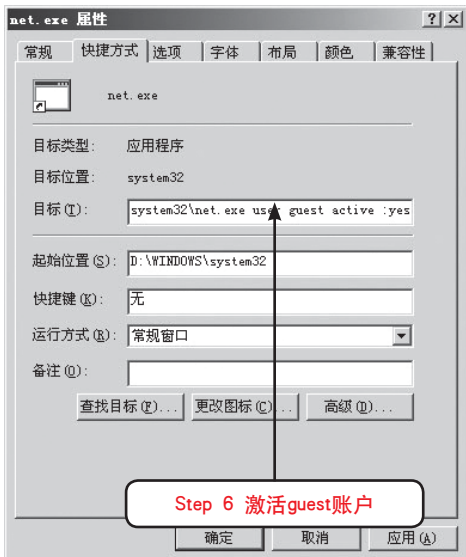 net.exe 属性
常规 快捷方式 选项 字体 布局 颜色 兼容性
net.exe
目标类型: 应用程序
目标位置: system32
目标(T): system32\net.exe user guest active :yes
起始位置(S): D:\WINDOWS\system32
快捷键(K): 无
运行方式(R): 常规窗口
备注(O):
查找目标(F)... 更改图标(C)... 高级(D)...
Step 6 激活guest账户
确定 取消 应用(A)